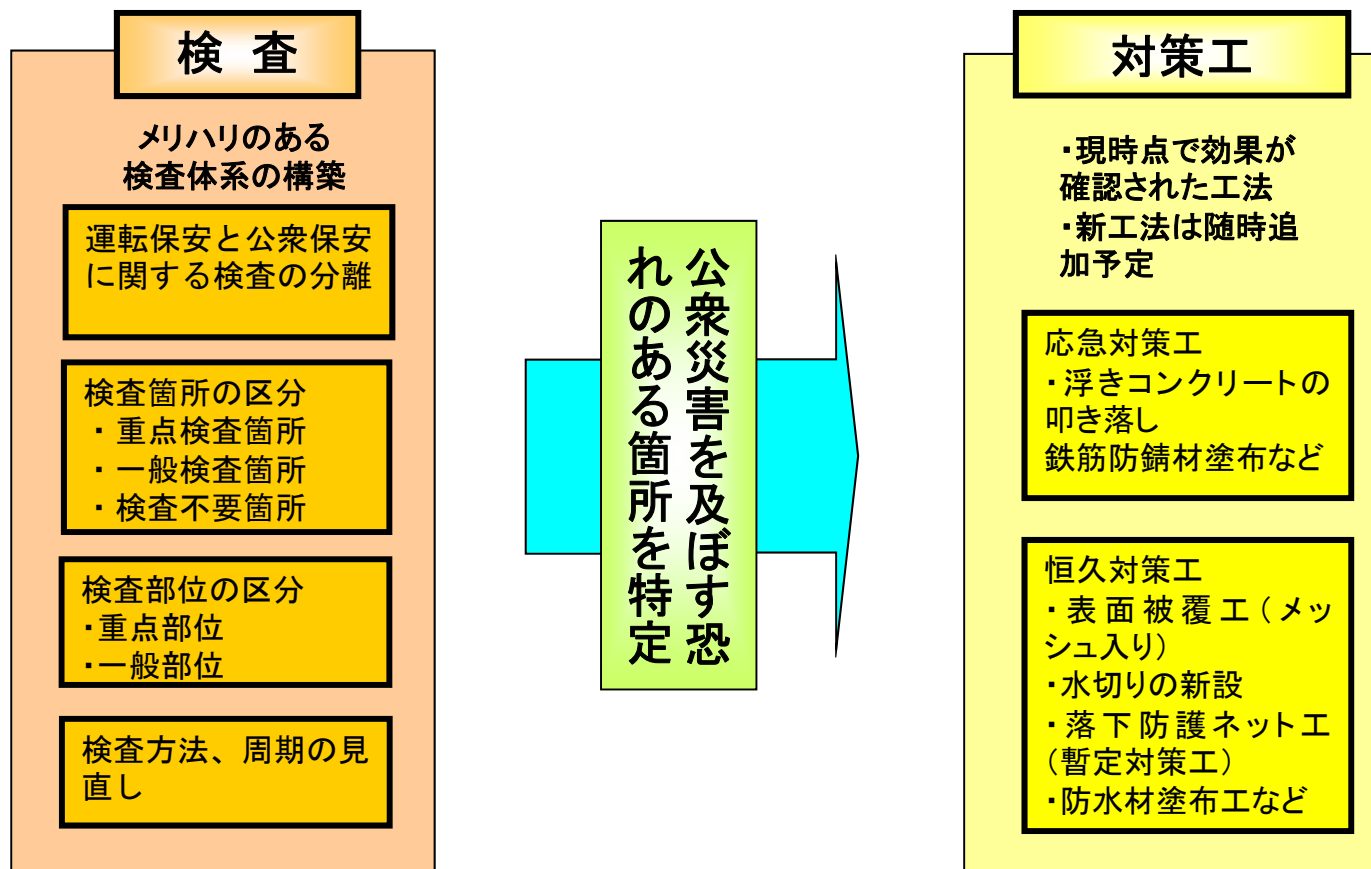 検 査
メリハリのある
検査体系の構築
運転保安と公衆保安
に関する検査の分離
検査箇所の区分
・重点検査箇所
・一般検査箇所
・検査不要箇所
検査部位の区分
・重点部位
・一般部位
検査方法、周期の見
直し
公衆災害を及ぼす恐
れのある箇所を特定
対策工
・現時点で効果が
確認された工法
・新工法は随時追
加予定
応急対策工
・浮きコンクリートの
叩き落し
鉄筋防錆材塗布など
恒久対策工
・表面被覆工(メッ
シュ入り)
・水切りの新設
・落下防護ネット工
(暫定対策工)
・防水材塗布工など